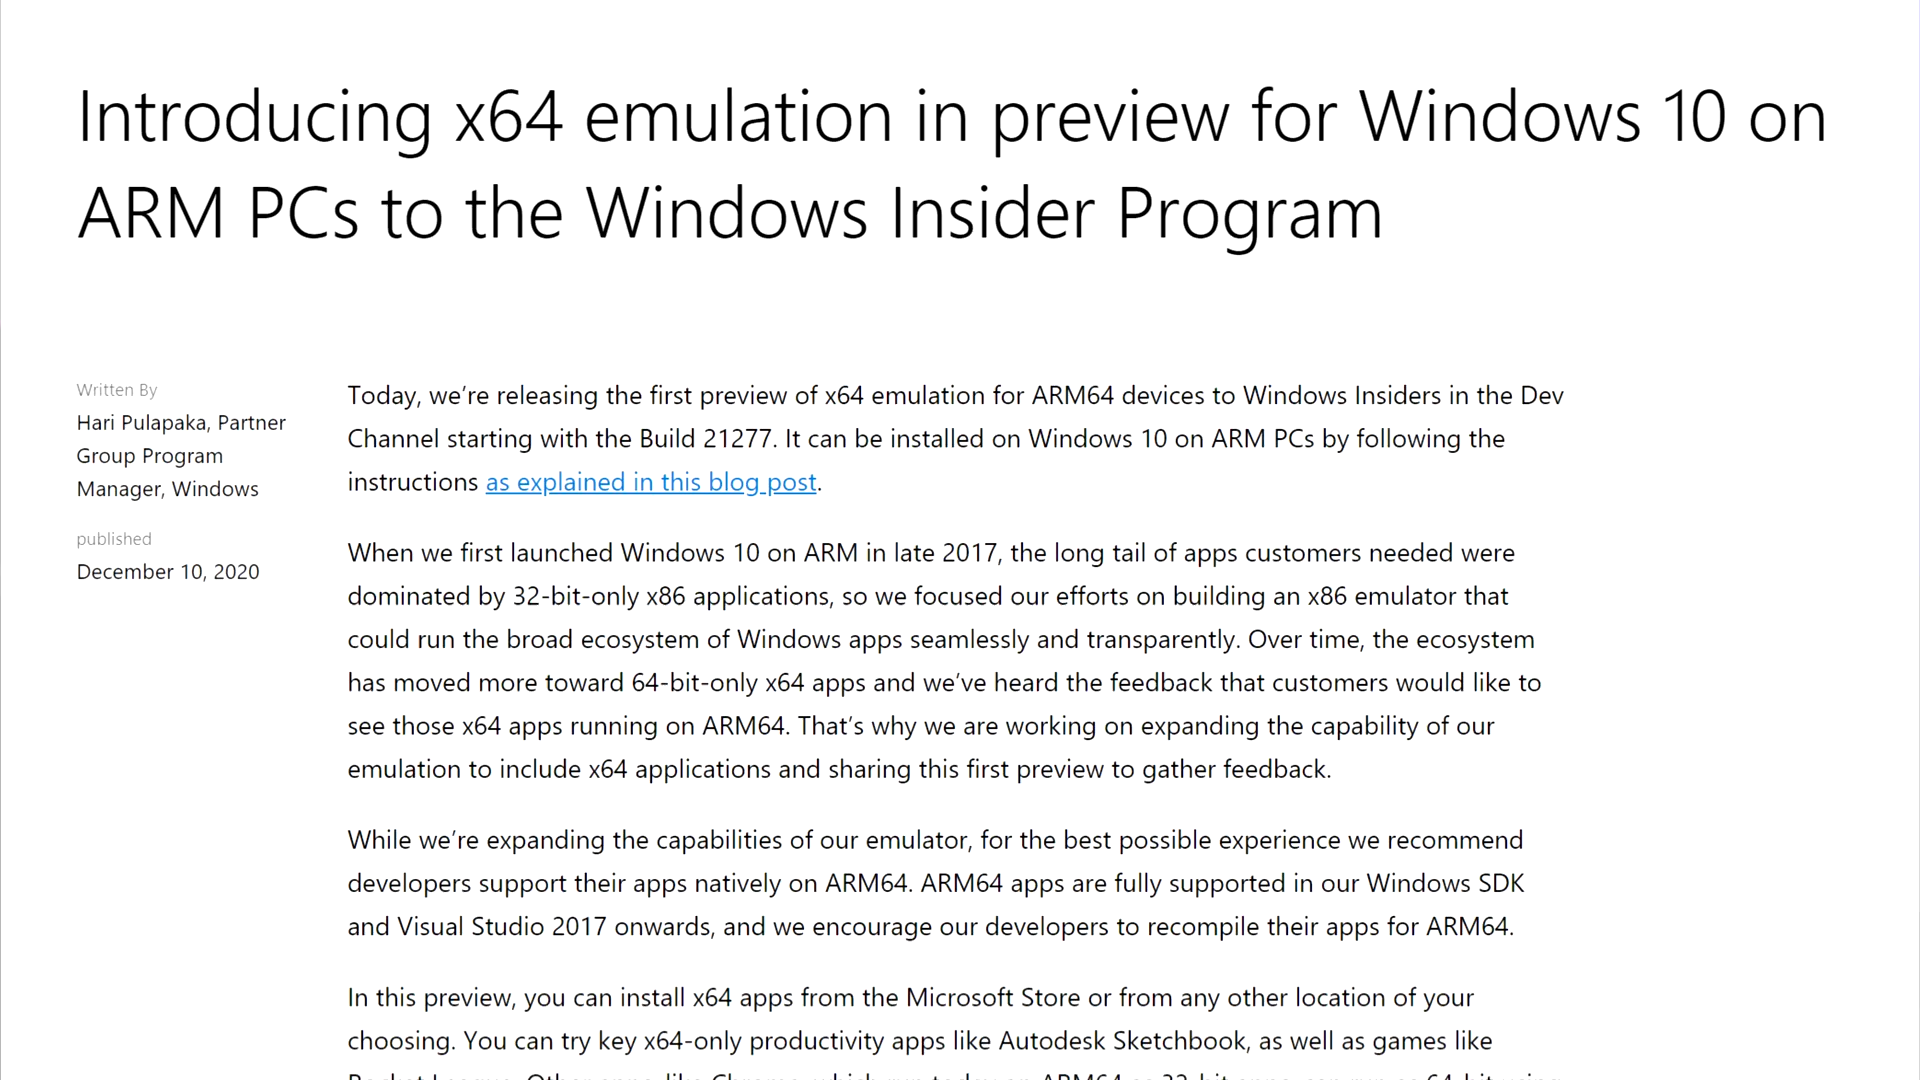 Introducing x64 emulation in preview for Windows 10 on
ARM PCs to the Windows Insider Program
Written By
Hari Pulapaka, Partner
Group Program
Manager, Windows
published
December 10, 2020
Today, we’re releasing the first preview of x64 emulation for ARM64 devices to Windows Insiders in the Dev
Channel starting with the Build 21277. It can be installed on Windows 10 on ARM PCs by following the
instructions as explained in this blog post.
When we first launched Windows 10 on ARM in late 2017, the long tail of apps customers needed were
dominated by 32-bit-only x86 applications, so we focused our efforts on building an x86 emulator that
could run the broad ecosystem of Windows apps seamlessly and transparently. Over time, the ecosystem
has moved more toward 64-bit-only x64 apps and we’ve heard the feedback that customers would like to
see those x64 apps running on ARM64. That’s why we are working on expanding the capability of our
emulation to include x64 applications and sharing this first preview to gather feedback.
While we’re expanding the capabilities of our emulator, for the best possible experience we recommend
developers support their apps natively on ARM64. ARM64 apps are fully supported in our Windows SDK
and Visual Studio 2017 onwards, and we encourage our developers to recompile their apps for ARM64.
In this preview, you can install x64 apps from the Microsoft Store or from any other location of your
choosing. You can try key x64-only productivity apps like Autodesk Sketchbook, as well as games like